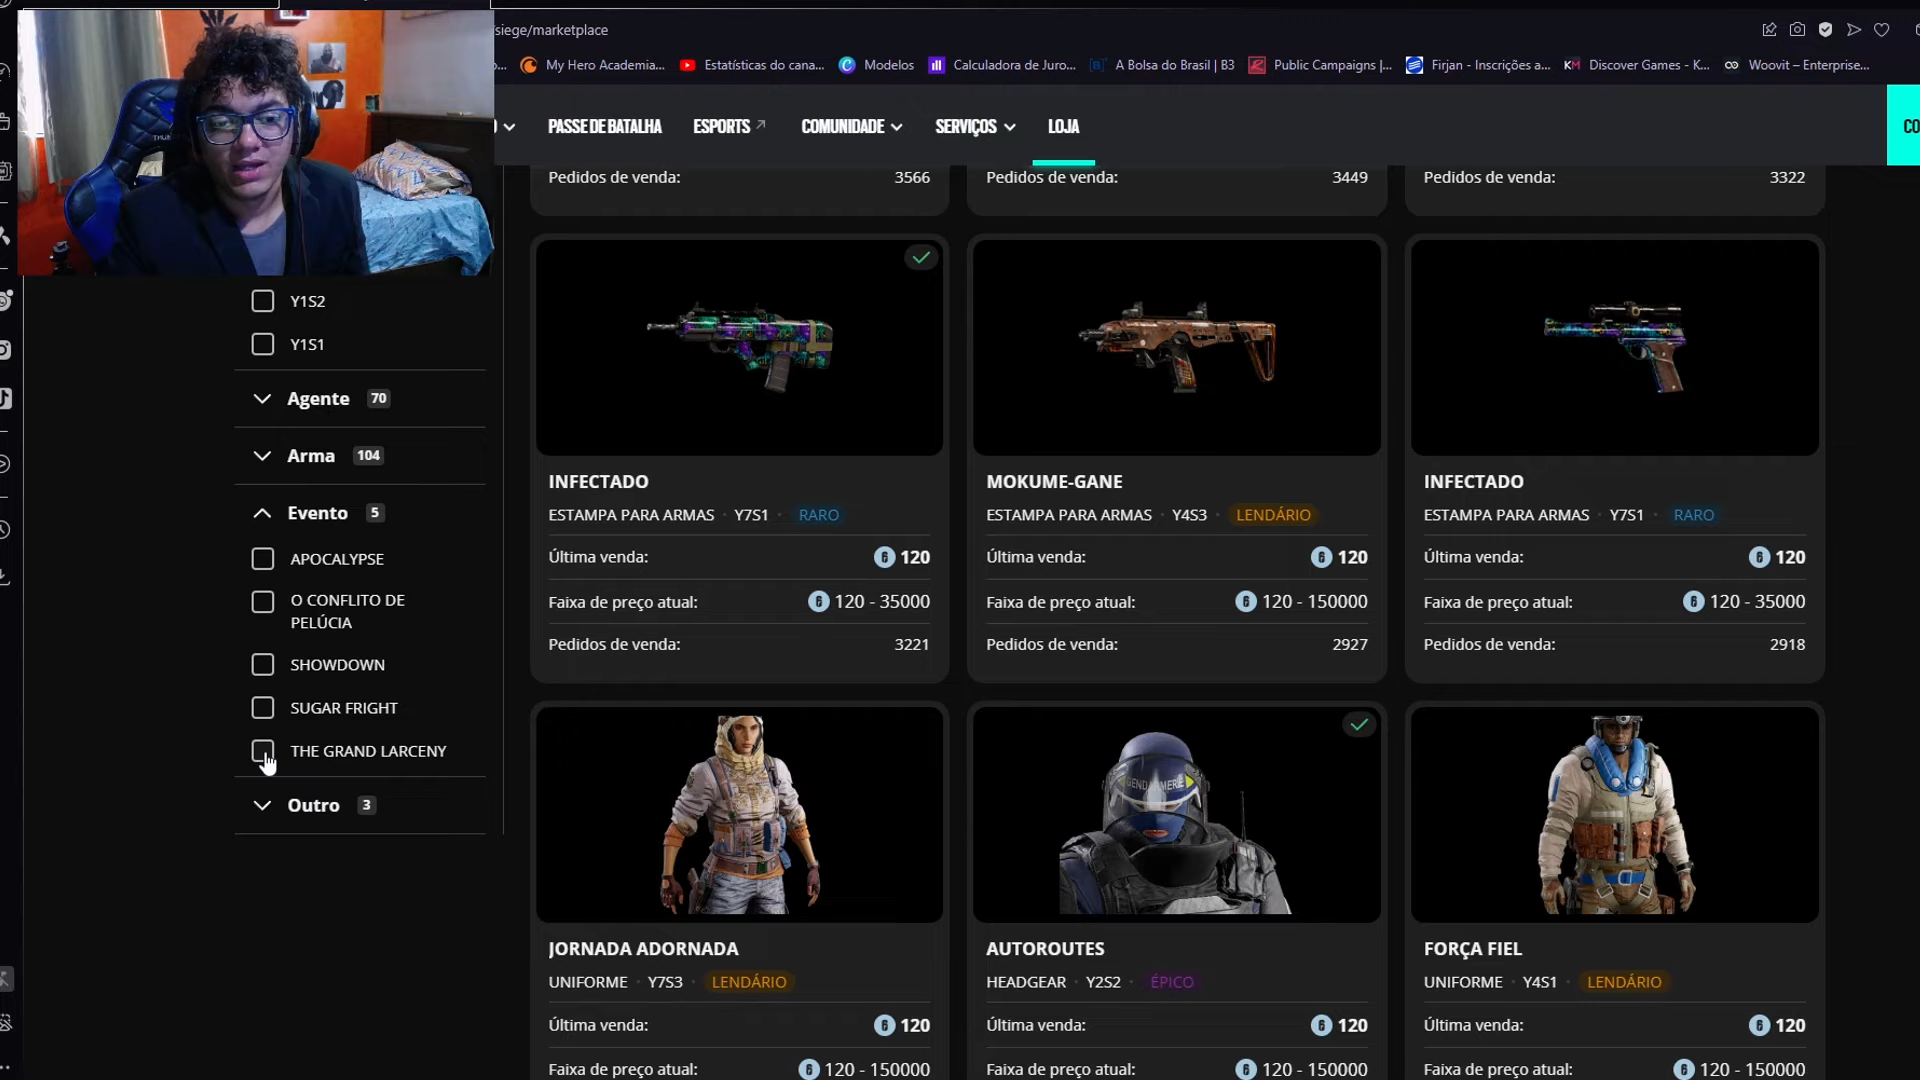 siege/marketplace
My Hero Academia...
Estatísticas do cana...
Modelos
Calculadora de Juro...
A Bolsa do Brasil | B3
Public Campaigns |...
Firjan - Inscrições a...
KM Discover Games - K...
Woovit – Enterprise...
PASSE DE BATALHA
ESPORTS
COMUNIDADE
SERVIÇOS
LOJA
CO
Pedidos de venda: 3566
Pedidos de venda: 3449
Pedidos de venda: 3322
Y1S2
Y1S1
Agente 70
Arma 104
Evento 5
APOCALYPSE
O CONFLITO DE
PELÚCIA
SHOWDOWN
SUGAR FRIGHT
THE GRAND LARCENY
Outro 3
INFECTADO
ESTAMPA PARA ARMAS · Y7S1 · RARO
Última venda: 120
Faixa de preço atual: 120 - 35000
Pedidos de venda: 3221
MOKUME-GANE
ESTAMPA PARA ARMAS · Y4S3 · LENDÁRIO
Última venda: 120
Faixa de preço atual: 120 - 150000
Pedidos de venda: 2927
INFECTADO
ESTAMPA PARA ARMAS · Y7S1 · RARO
Última venda: 120
Faixa de preço atual: 120 - 35000
Pedidos de venda: 2918
JORNADA ADORNADA
UNIFORME · Y7S3 · LENDÁRIO
Última venda: 120
Faixa de preço atual: 120 - 150000
GENDARMERIE
AUTOROUTES
HEADGEAR · Y2S2 · ÉPICO
Última venda: 120
Faixa de preço atual: 120 - 150000
FORÇA FIEL
UNIFORME · Y4S1 · LENDÁRIO
Última venda: 120
Faixa de preço atual: 120 - 150000